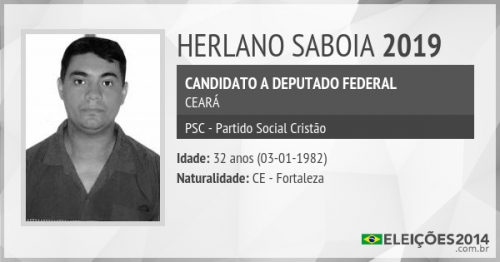 HERLANO SABOIA 2019
CANDIDATO A DEPUTADO FEDERAL
CEARÁ
PSC - Partido Social Cristão
Idade: 32 anos (03-01-1982)
Naturalidade: CE - Fortaleza
ELEIÇÕES2014
.com.br